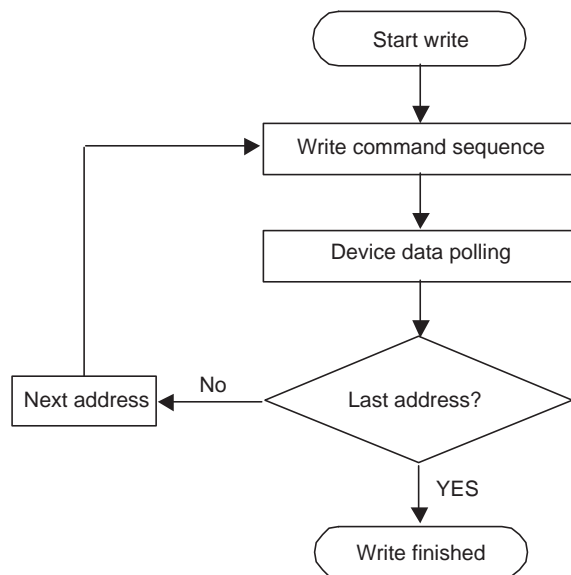 Start write
Write command sequence
Device data polling
Last address?
No
Next address
YES
Write finished